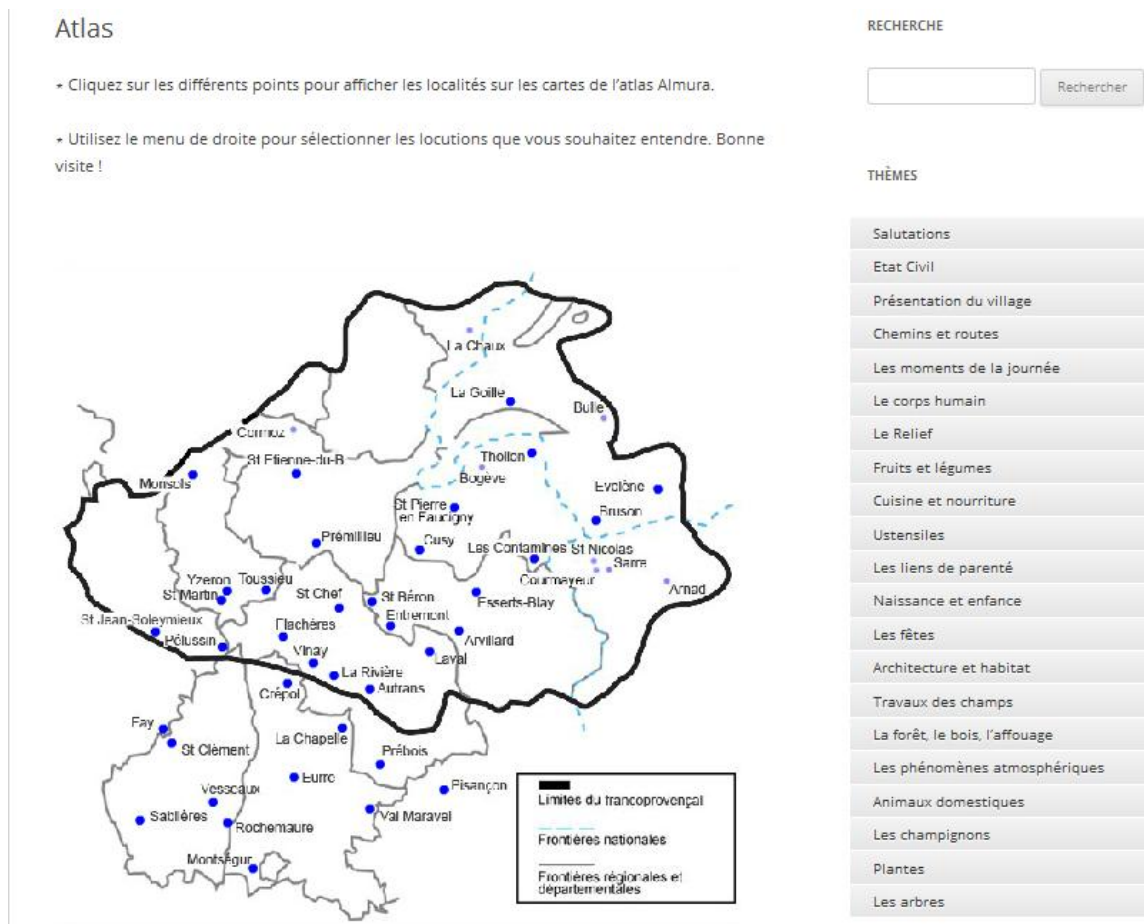 Atlas
* Cliquez sur les différents points pour afficher les localités sur les cartes de l'atlas Almura.
* Utilisez le menu de droite pour sélectionner les locutions que vous souhaitez entendre. Bonne
visite !
La Chaux
La Goille
Bulle
Cormoz
St Etienne-du-B
Thollon
Monsols
Bogève
Evolène
St Pierre
en Faucigny
Bruson
Prémillieu
Cusy
Les Contamines
St Nicolas
Sarre
Courmayeur
Arnad
Yzeron
Toussieu
St Martin
St Chef
St Béron
Esserts-Blay
St Jean-Soleymieux
Entremont
Flachères
Arvillard
Pélussin
Vinay
Laval
La Rivière
Crépol
Autrans
Fay
St Clément
La Chapelle
Prébois
Eurre
Pisançon
Vesseaux
Sablières
Rochemaure
Val Maravel
Montségur
Limites du francoprovençal
Frontières nationales
Frontières régionales et
départementales
RECHERCHE
Rechercher
THÈMES
Salutations
Etat Civil
Présentation du village
Chemins et routes
Les moments de la journée
Le corps humain
Le Relief
Fruits et légumes
Cuisine et nourriture
Ustensiles
Les liens de parenté
Naissance et enfance
Les fêtes
Architecture et habitat
Travaux des champs
La forêt, le bois, l'affouage
Les phénomènes atmosphériques
Animaux domestiques
Les champignons
Plantes
Les arbres